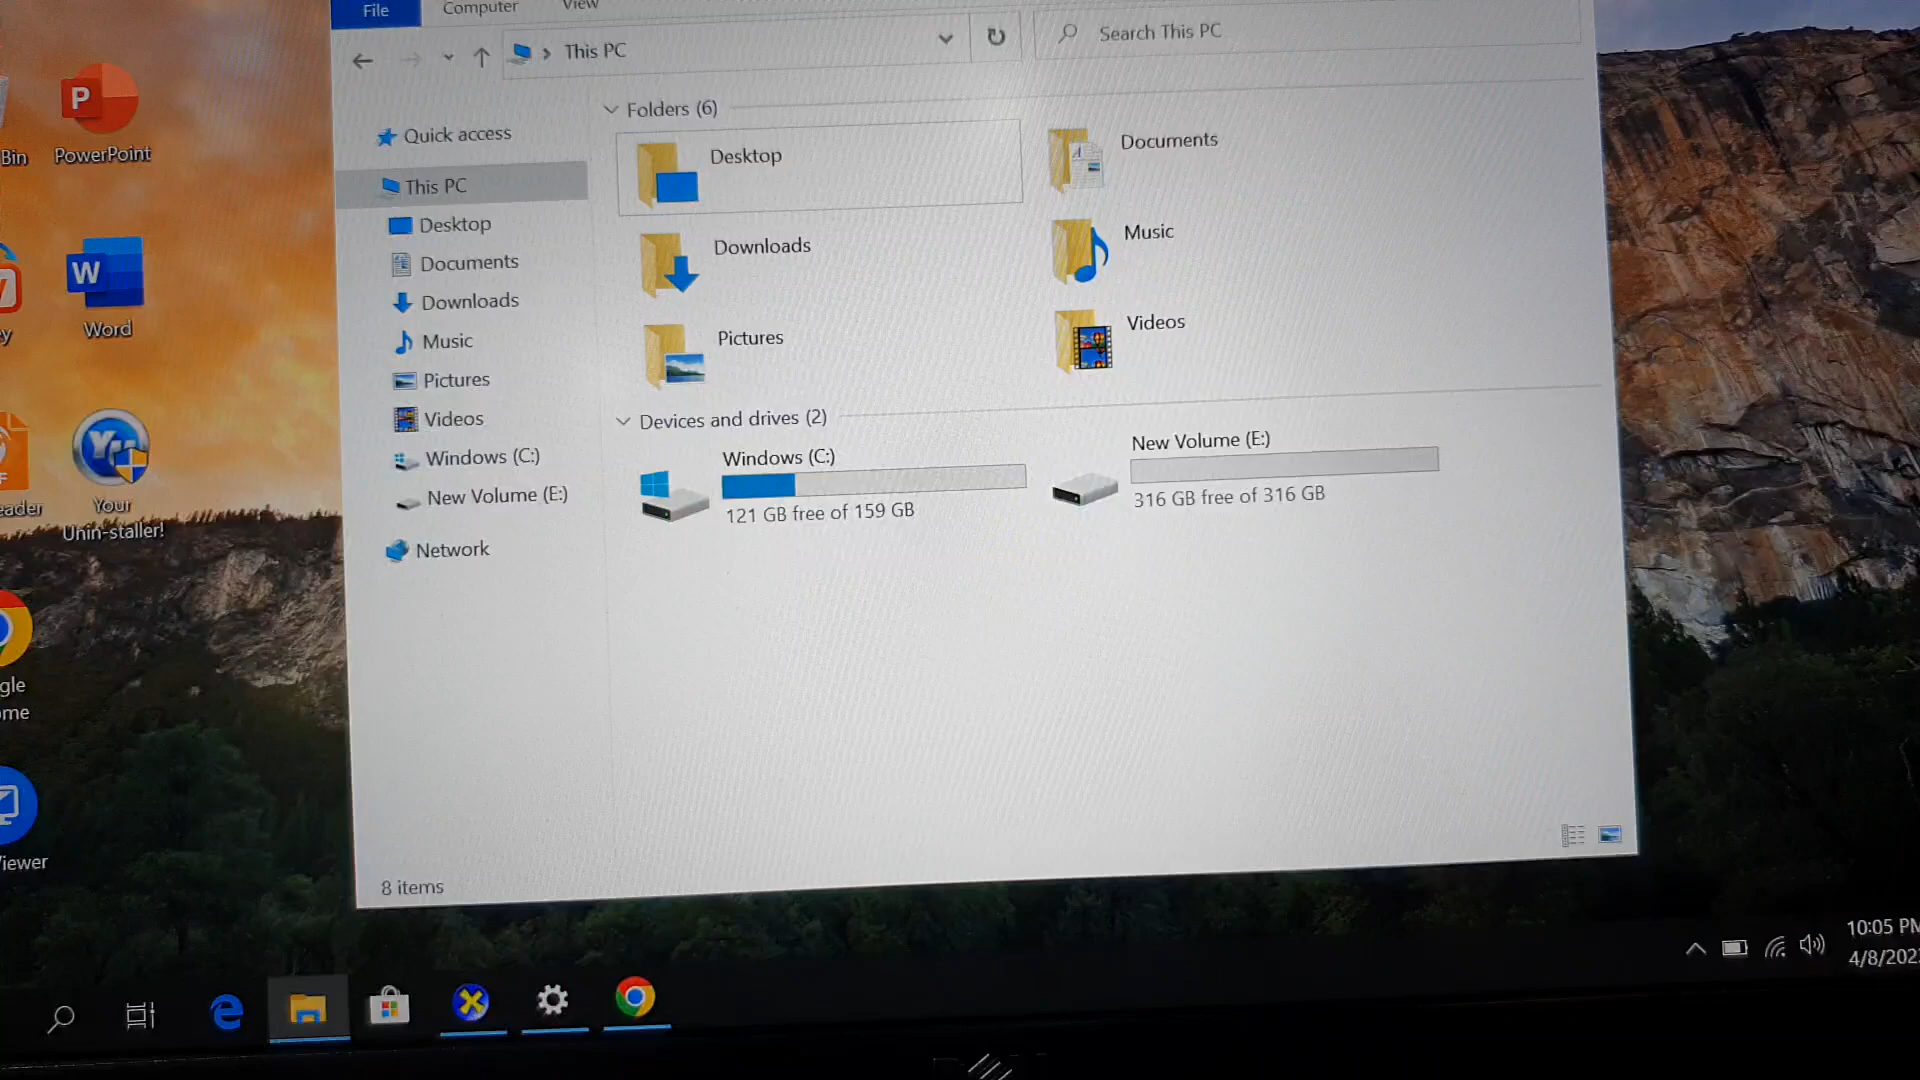 File
Computer
View
This PC
Search This PC
Folders (6)
Quick access
This PC
Desktop
Documents
Downloads
Music
Pictures
Videos
Windows (C:)
New Volume (E:)
Network
Desktop
Documents
Downloads
Music
Pictures
Videos
Devices and drives (2)
Windows (C:)
121 GB free of 159 GB
New Volume (E:)
316 GB free of 316 GB
8 items
Bin
PowerPoint
Word
Your
Unin-staller!
10:05 PM
4/8/202